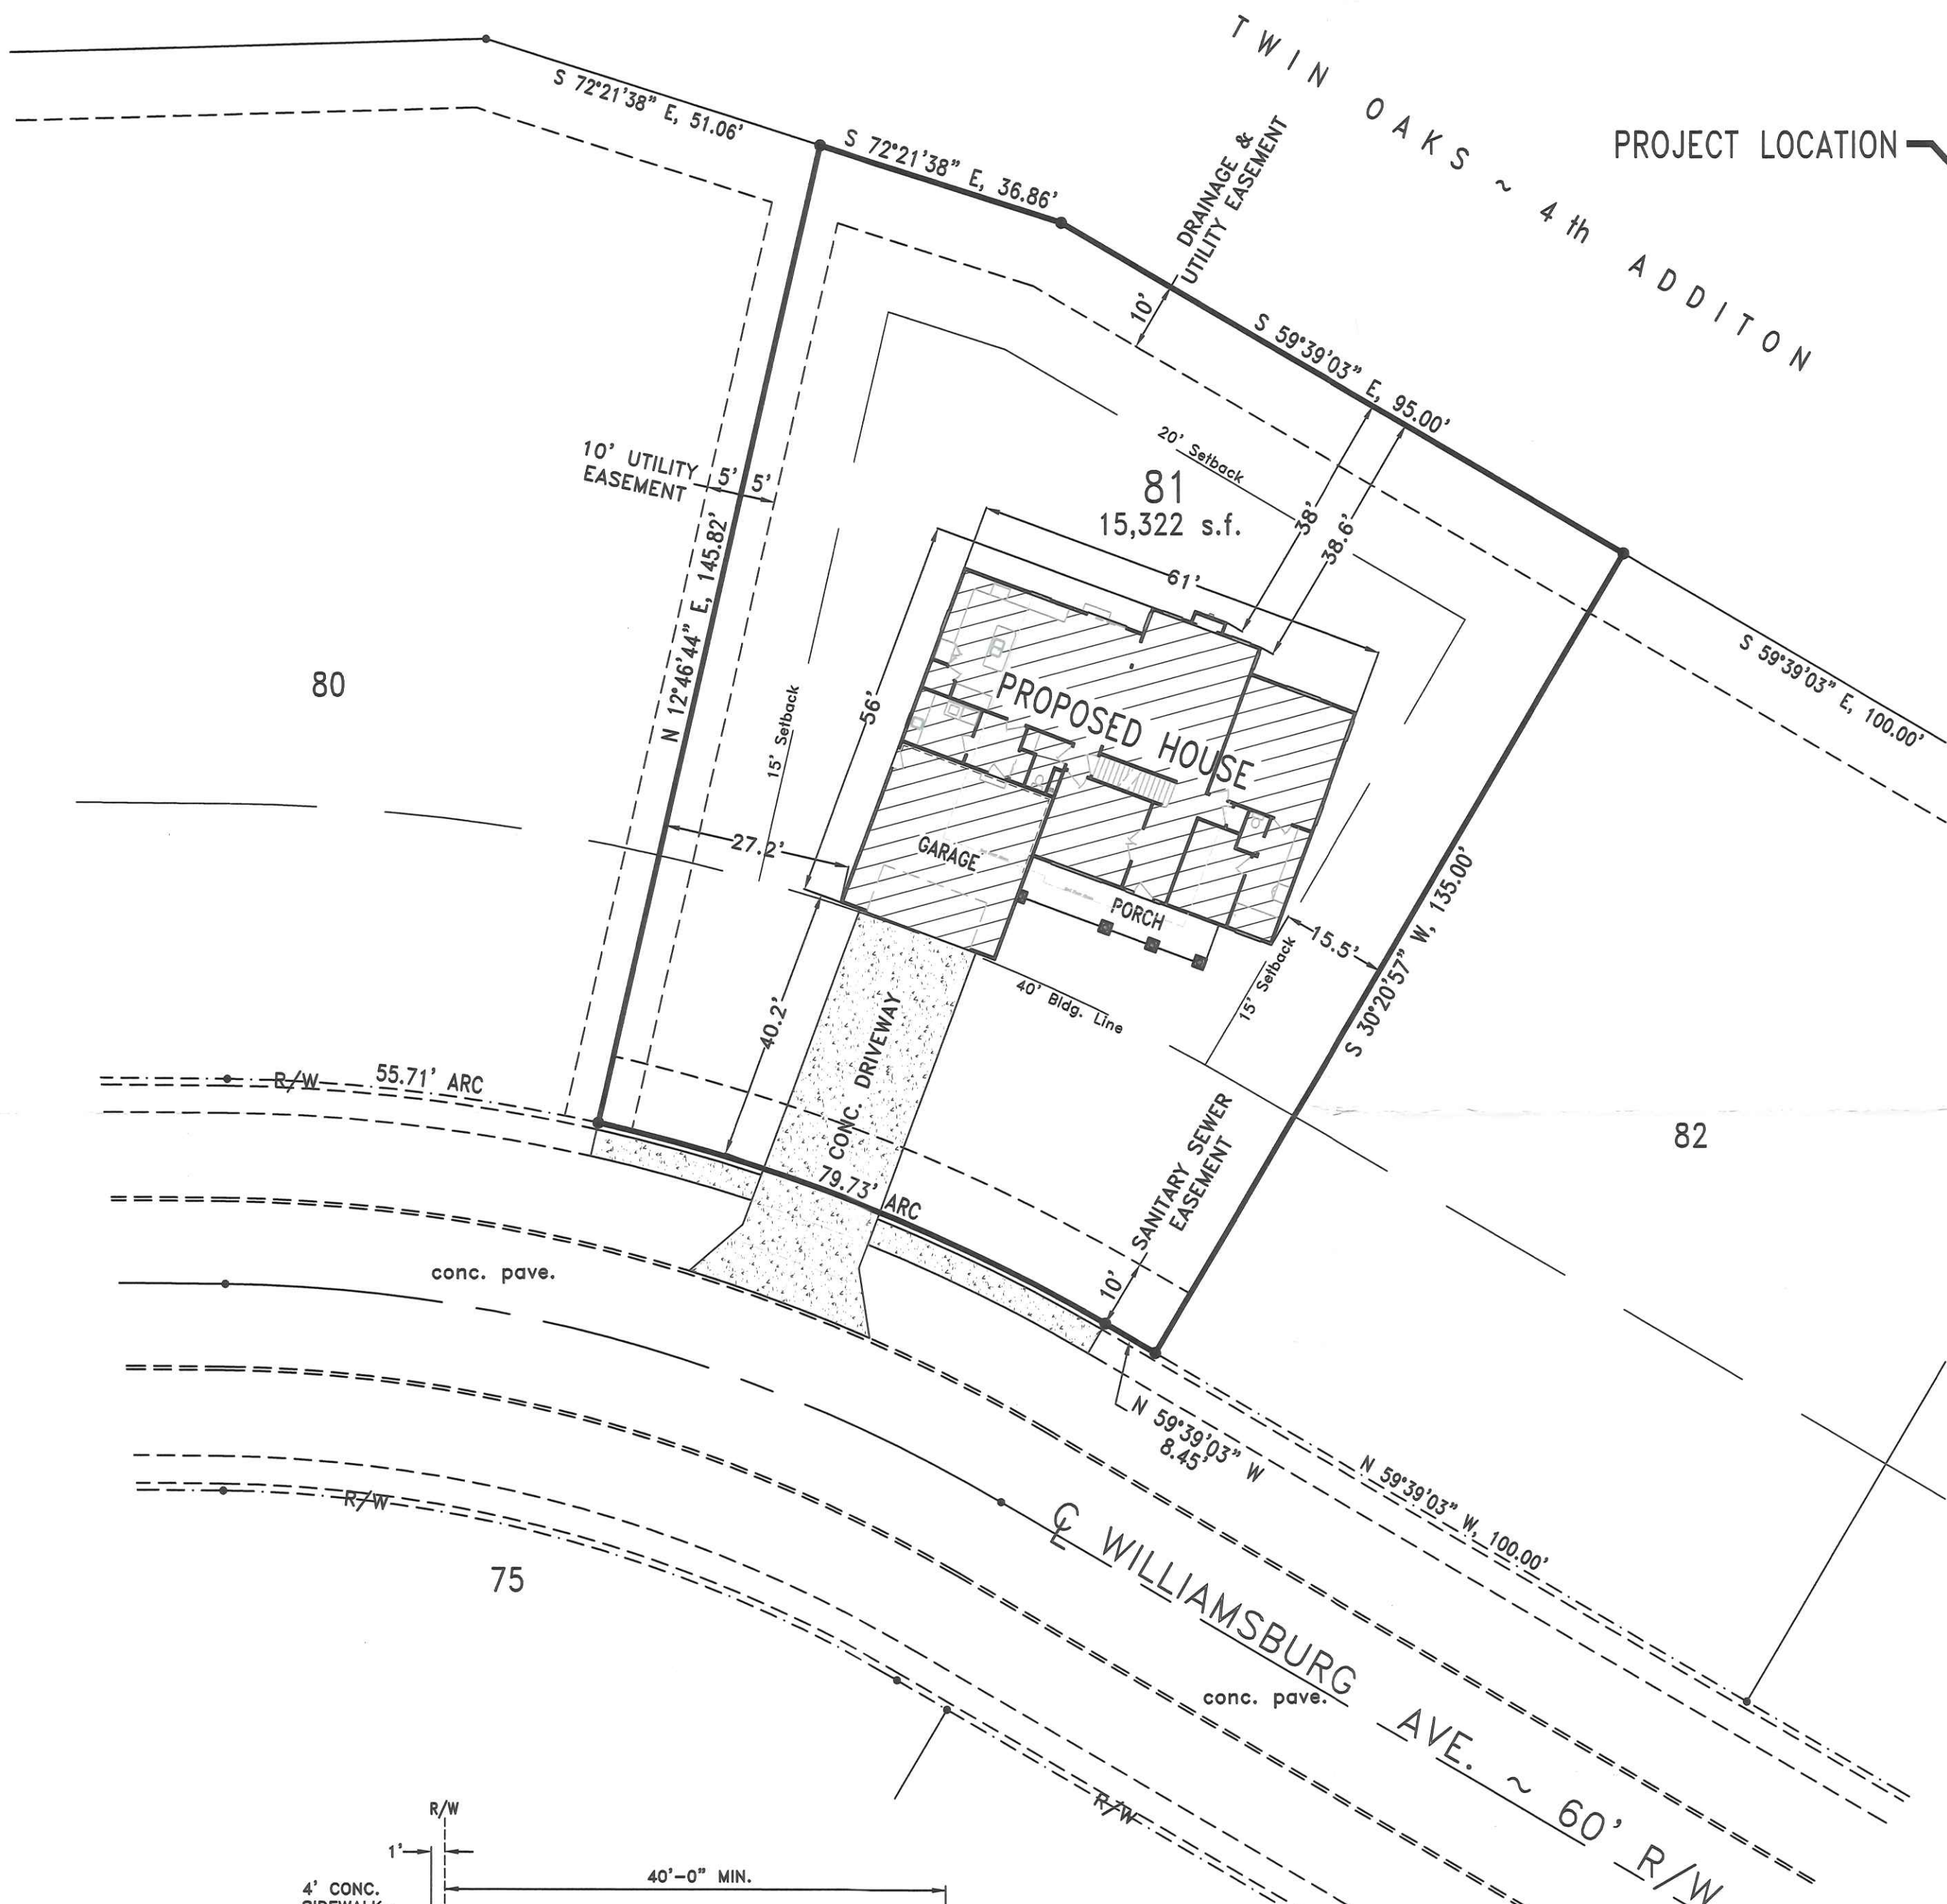 TWIN OAKS ~ 4th ADDITON
PROJECT LOCATION
S 72°21'38" E, 51.06'
S 72°21'38" E, 36.86'
DRAINAGE &
UTILITY EASEMENT
10'
S 59°39'03" E, 95.00'
20' Setback
10' UTILITY
EASEMENT
5'
5'
81
15,322 s.f.
38'
38.6'
61'
S 59°39'03" E, 100.00'
N 12°46'44" E, 145.82'
80
56'
15' Setback
PROPOSED HOUSE
27.2'
GARAGE
PORCH
15.5'
15' Setback
S 30°20'57" W, 135.00'
40' Bldg. Line
40.2'
CONC. DRIVEWAY
R/W
55.71' ARC
82
79.73' ARC
SANITARY SEWER
EASEMENT
10'
conc. pave.
N 59°39'03" W
8.45'
N 59°39'03" W, 100.00'
R/W
75
℄ WILLIAMSBURG AVE. ~ 60' R/W
conc. pave.
R/W
R/W
1'
40'-0" MIN.
4' CONC.
SIDEWALK